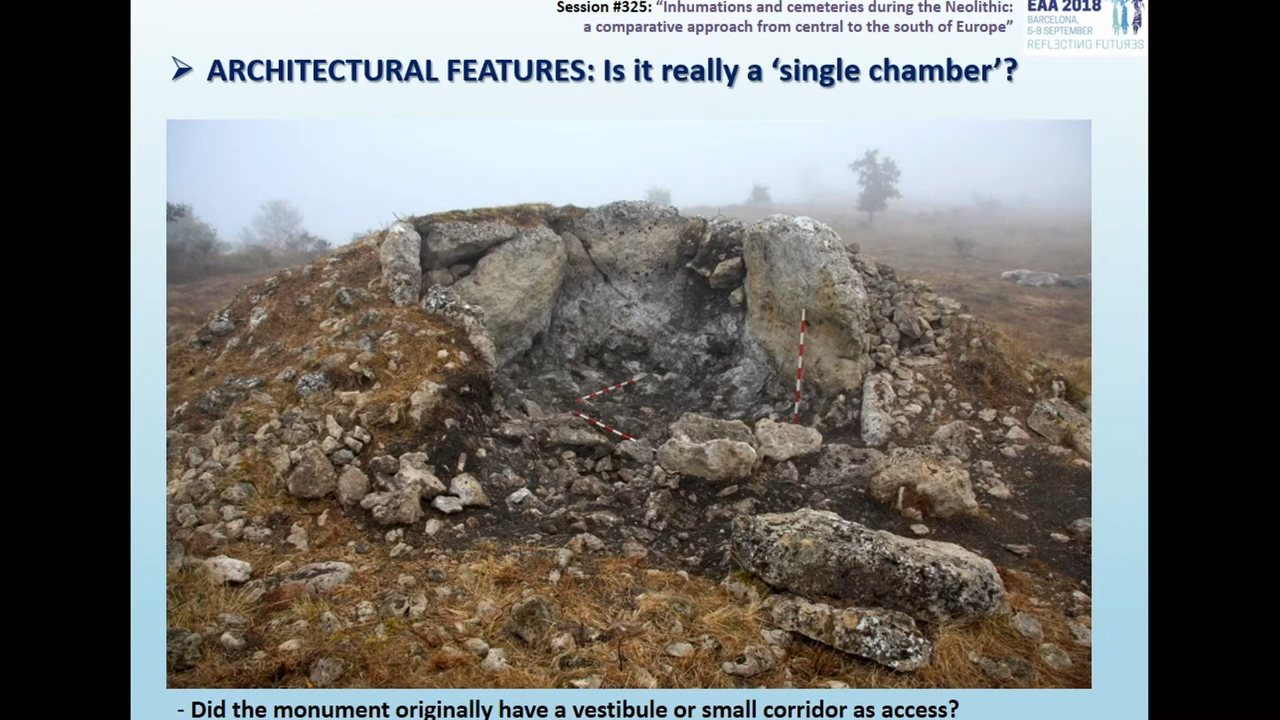 Session #325: “Inhumations and cemeteries during the Neolithic:
a comparative approach from central to the south of Europe”
EAA 2018
BARCELONA,
5-8 SEPTEMBER
REFLECTING FUTURES
➢ ARCHITECTURAL FEATURES: Is it really a ‘single chamber’?
- Did the monument originally have a vestibule or small corridor as access?